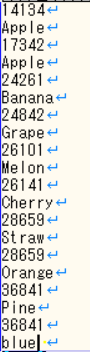 14134
Apple
17342
Apple
24261
Banana
24842
Grape
26101
Melon
26141
Cherry
28659
Straw
28659
Orange
36841
Pine
36841
blue